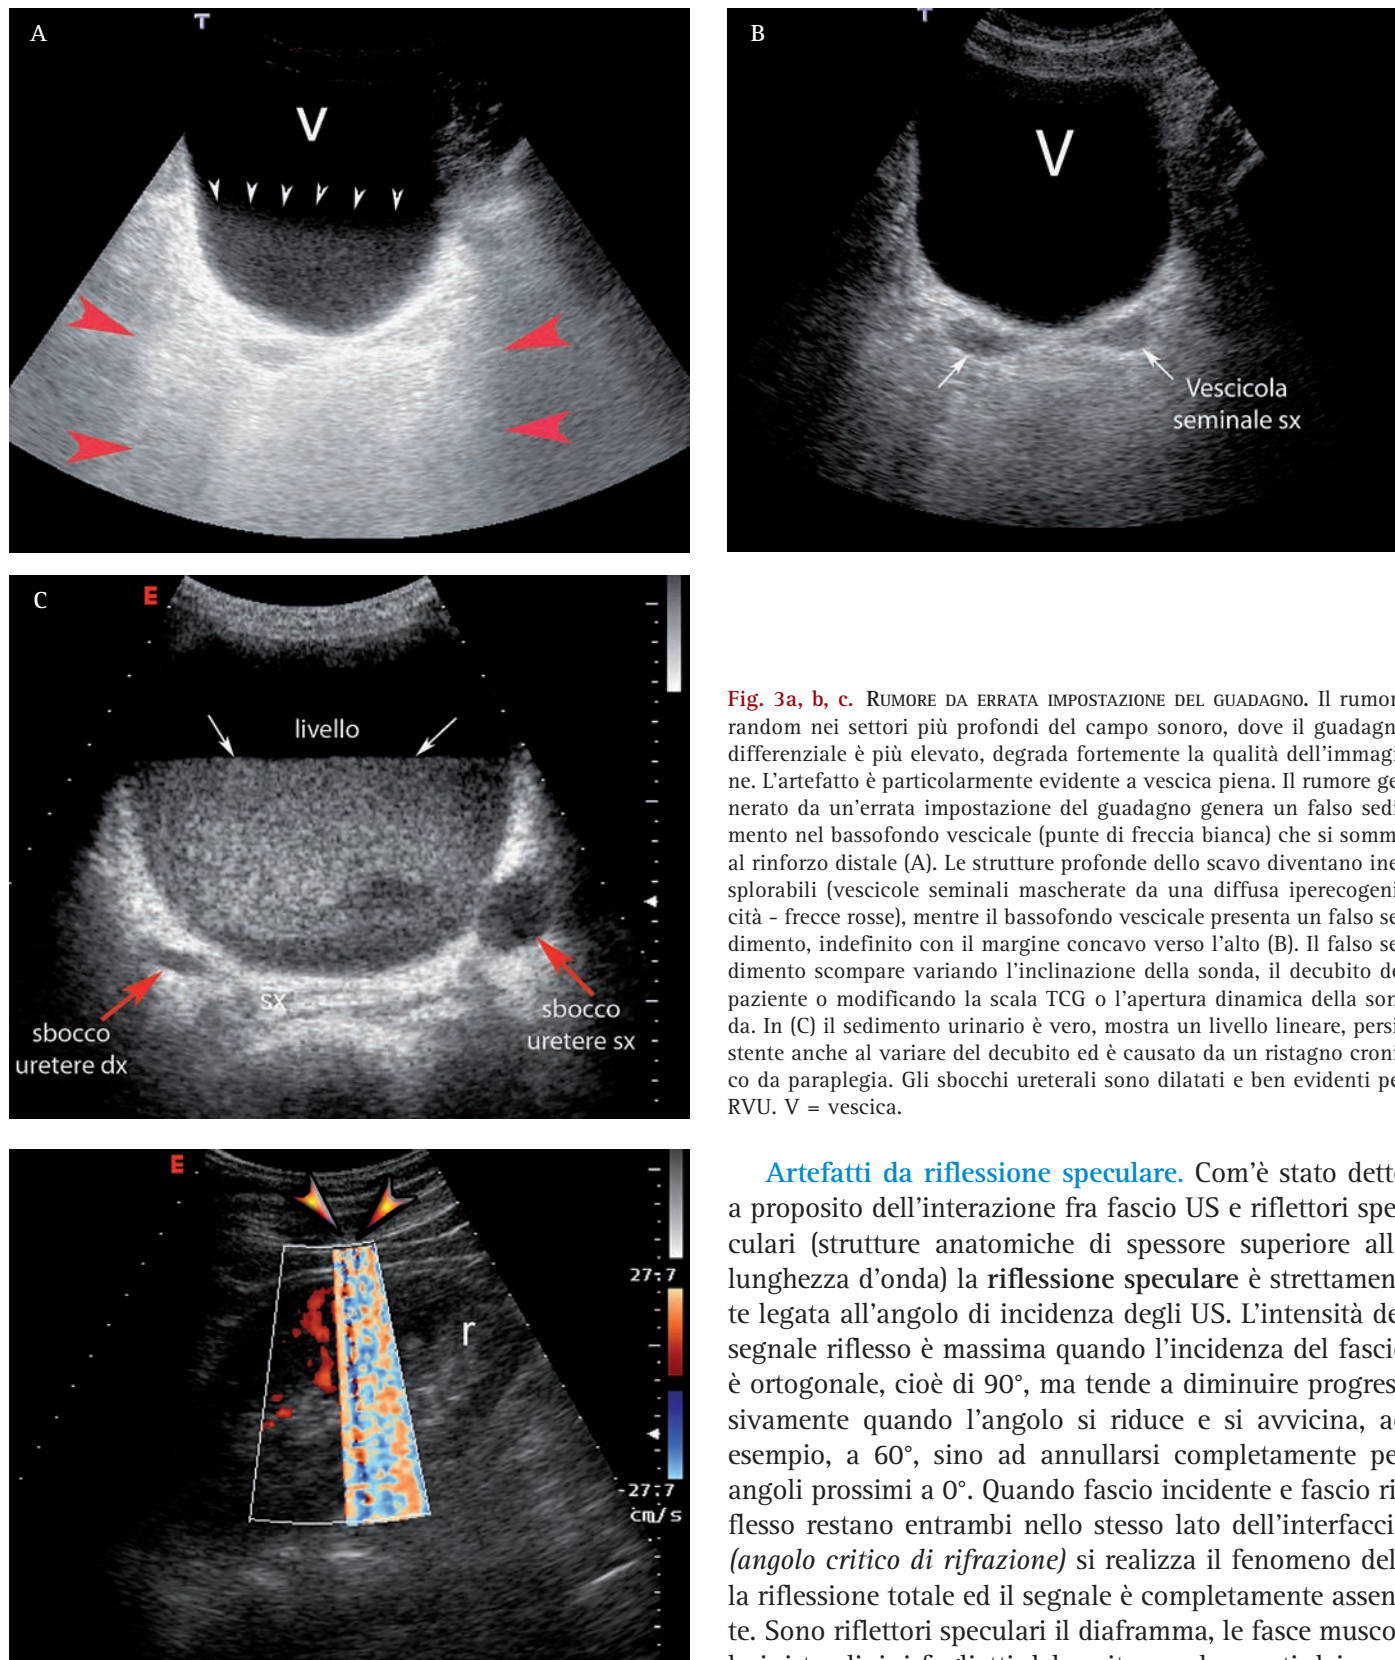 A
T
V
B
T
V
Vescicola
seminale sx
C
E
livello
sx
sbocco
uretere dx
sbocco
uretere sx
Fig. 3a, b, c. RUMORE DA ERRATA IMPOSTAZIONE DEL GUADAGNO. Il rumor
random nei settori più profondi del campo sonoro, dove il guadagn
differenziale è più elevato, degrada fortemente la qualità dell'immagi
ne. L'artefatto è particolarmente evidente a vescica piena. Il rumore ge
nerato da un'errata impostazione del guadagno genera un falso sedi
mento nel bassofondo vescicale (punte di freccia bianca) che si somm
al rinforzo distale (A). Le strutture profonde dello scavo diventano ine
splorabili (vescicole seminali mascherate da una diffusa iperecogeni
cità - frecce rosse), mentre il bassofondo vescicale presenta un falso se
dimento, indefinito con il margine concavo verso l'alto (B). Il falso se
dimento scompare variando l'inclinazione della sonda, il decubito de
paziente o modificando la scala TCG o l'apertura dinamica della son
da. In (C) il sedimento urinario è vero, mostra un livello lineare, persi
stente anche al variare del decubito ed è causato da un ristagno croni
co da paraplegia. Gli sbocchi ureterali sono dilatati e ben evidenti pe
RVU. V = vescica.
E
27.7
r
-27.7
cm/s
Artefatti da riflessione speculare. Com'è stato dett
a proposito dell'interazione fra fascio US e riflettori spe
culari (strutture anatomiche di spessore superiore all
lunghezza d'onda) la riflessione speculare è strettamen
te legata all'angolo di incidenza degli US. L'intensità de
segnale riflesso è massima quando l'incidenza del fasci
è ortogonale, cioè di 90°, ma tende a diminuire progres
sivamente quando l'angolo si riduce e si avvicina, a
esempio, a 60°, sino ad annullarsi completamente pe
angoli prossimi a 0°. Quando fascio incidente e fascio ri
flesso restano entrambi nello stesso lato dell'interfacci
(angolo critico di rifrazione) si realizza il fenomeno del
la riflessione totale ed il segnale è completamente assen
te. Sono riflettori speculari il diaframma, le fasce musco